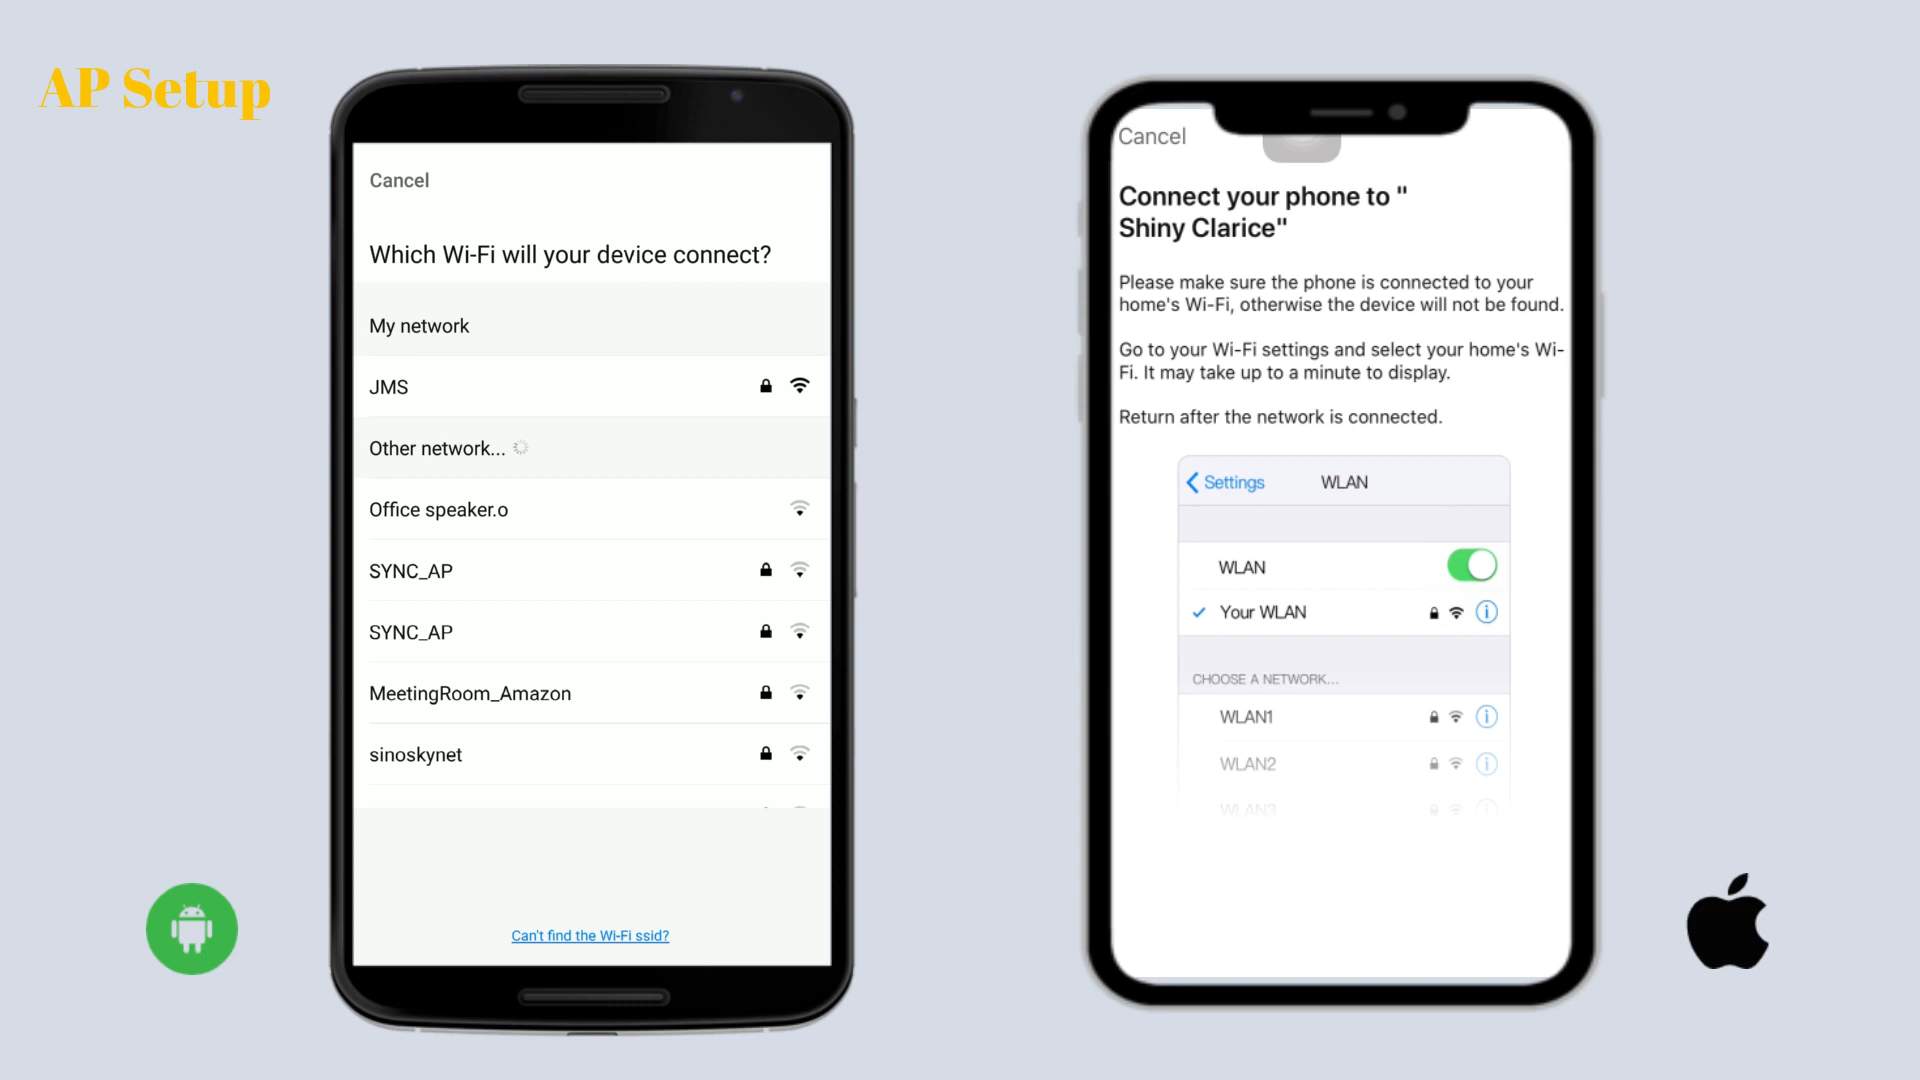 AP Setup
Cancel
Which Wi-Fi will your device connect?
My network
JMS
Other network...
Office speaker.o
SYNC_AP
SYNC_AP
MeetingRoom_Amazon
sinoskynet
Can't find the Wi-Fi ssid?
Cancel
Connect your phone to "
Shiny Clarice"
Please make sure the phone is connected to your
home's Wi-Fi, otherwise the device will not be found.
Go to your Wi-Fi settings and select your home's Wi-
Fi. It may take up to a minute to display.
Return after the network is connected.
Settings WLAN
WLAN
Your WLAN
CHOOSE A NETWORK...
WLAN1
WLAN2
WLAN3